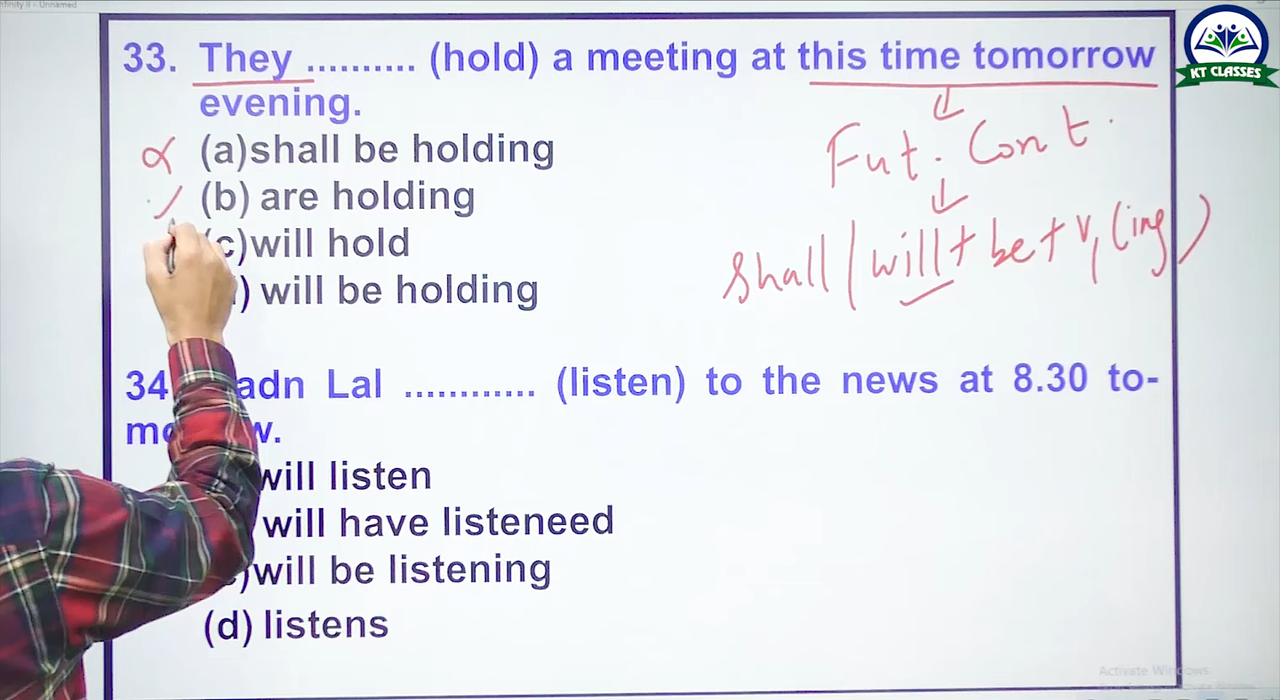 33. They .......... (hold) a meeting at this time tomorrow
evening.
(a)shall be holding
(b) are holding
c)will hold
) will be holding
Fut. Cont.
shall / will + be + V1 (ing)
34 adn Lal ............ (listen) to the news at 8.30 to-
will listen
will have listeneed
)will be listening
(d) listens
KT CLASSES
Activate Windows